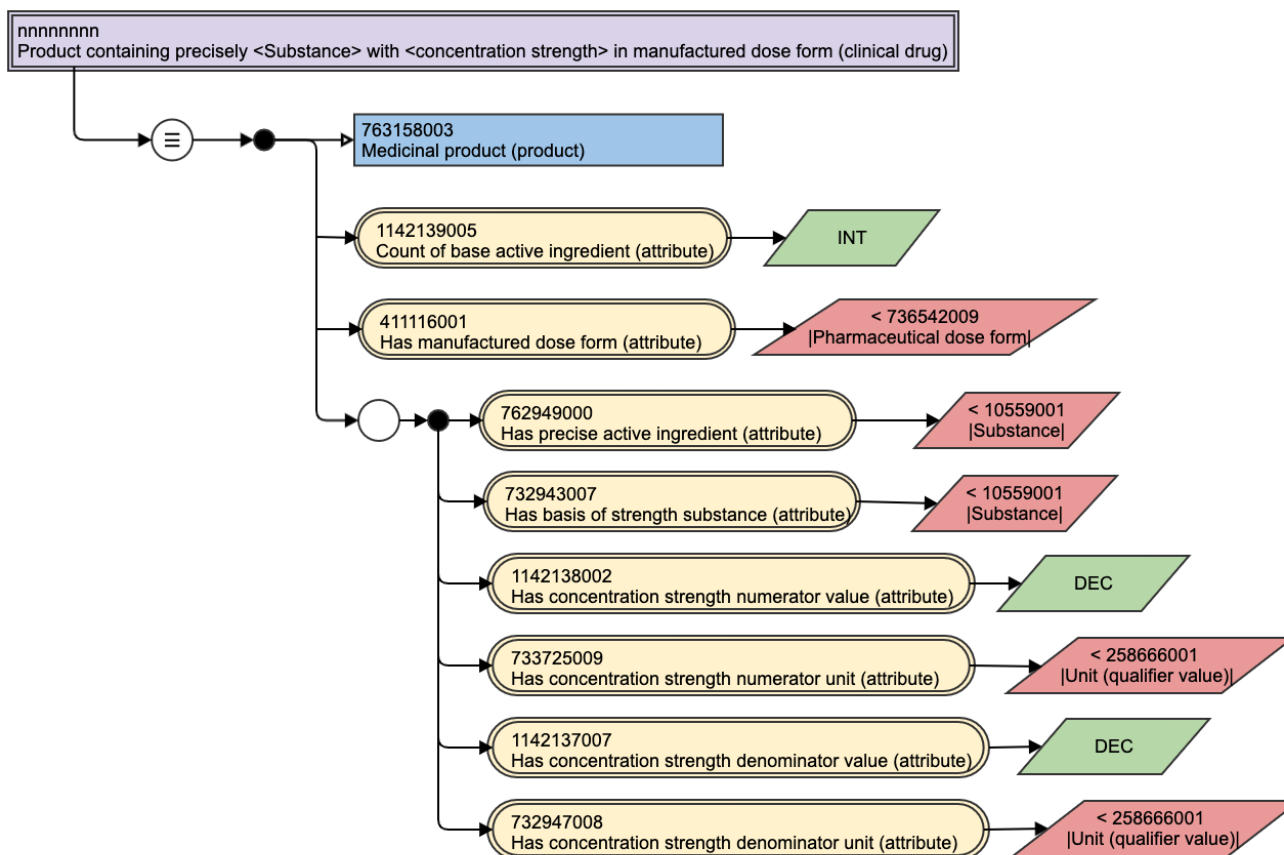 nnnnnnnn
Product containing precisely <Substance> with <concentration strength> in manufactured dose form (clinical drug)
763158003
Medicinal product (product)
1142139005
Count of base active ingredient (attribute)
INT
411116001
Has manufactured dose form (attribute)
< 736542009
|Pharmaceutical dose form|
762949000
Has precise active ingredient (attribute)
< 10559001
|Substance|
732943007
Has basis of strength substance (attribute)
< 10559001
|Substance|
1142138002
Has concentration strength numerator value (attribute)
DEC
733725009
Has concentration strength numerator unit (attribute)
< 258666001
|Unit (qualifier value)|
1142137007
Has concentration strength denominator value (attribute)
DEC
732947008
Has concentration strength denominator unit (attribute)
< 258666001
|Unit (qualifier value)|